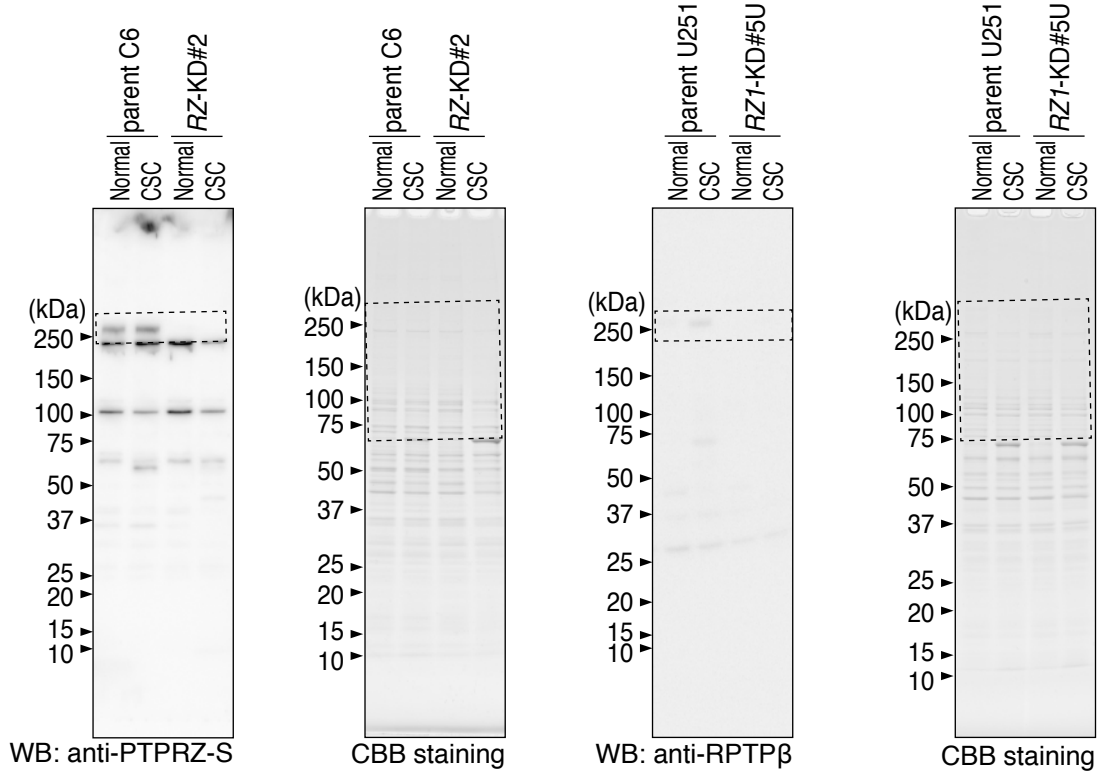 parent C6
RZ-KD#2
Normal
CSC
Normal
CSC
(kDa)
250
150
100
75
50
37
25
20
15
10
WB: anti-PTPRZ-S
parent C6
RZ-KD#2
Normal
CSC
Normal
CSC
(kDa)
250
150
100
75
50
37
25
20
15
10
CBB staining
parent U251
RZ1-KD#5U
Normal
CSC
Normal
CSC
(kDa)
250
150
100
75
50
37
25
20
15
10
WB: anti-RPTPβ
parent U251
RZ1-KD#5U
Normal
CSC
Normal
CSC
(kDa)
250
150
100
75
50
37
25
20
15
10
CBB staining